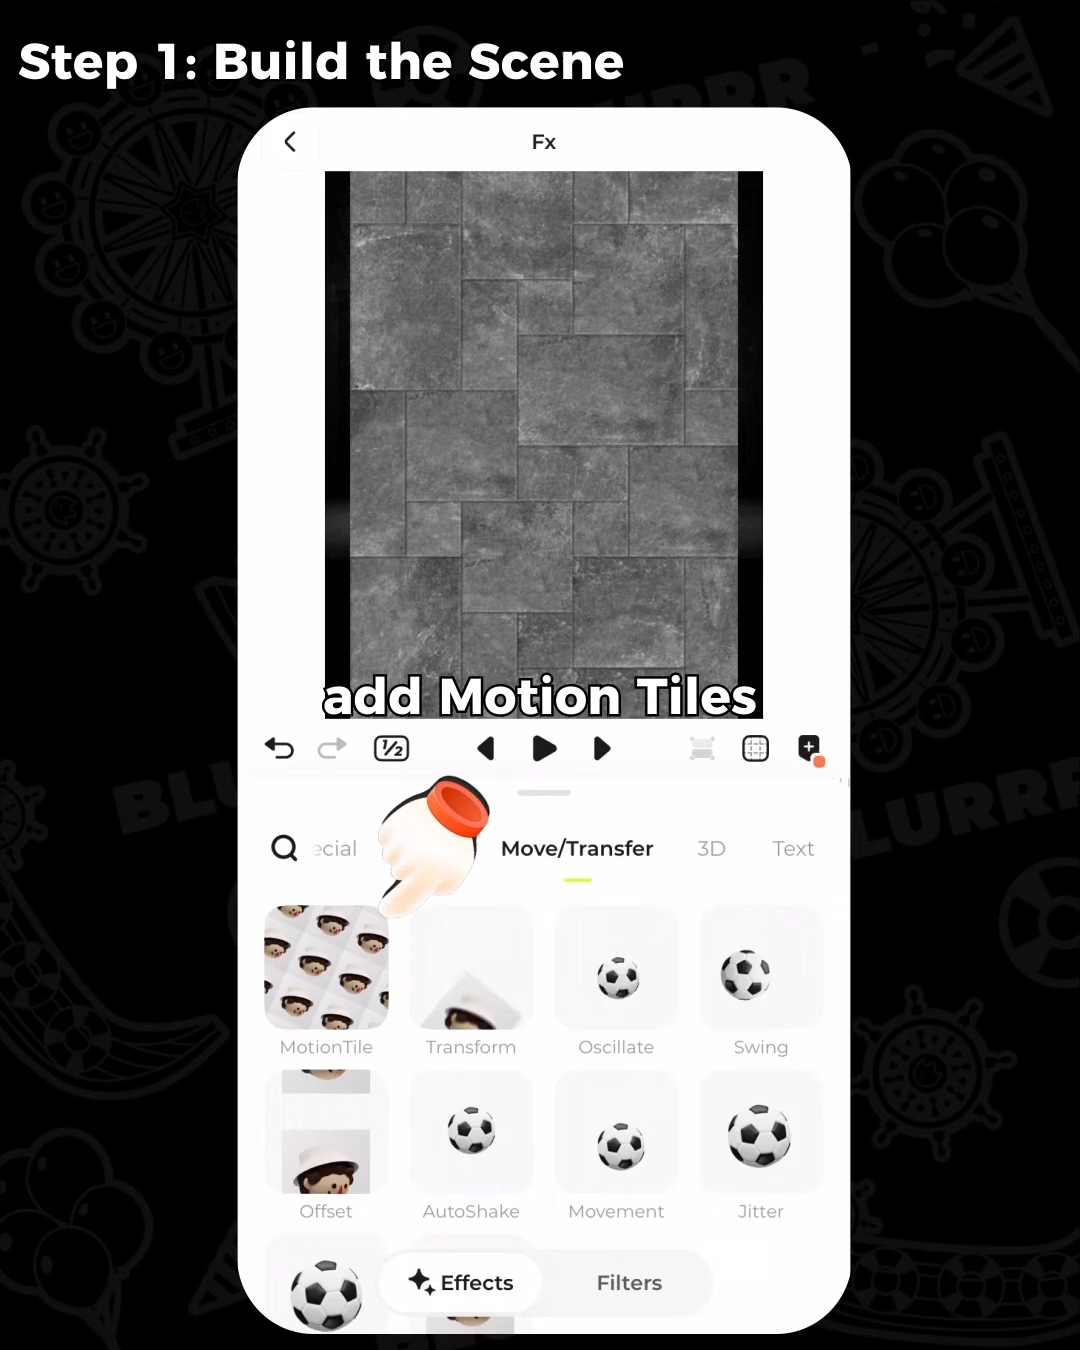 Step 1: Build the Scene
Fx
add Motion Tiles
1/2
ecial
Move/Transfer
3D
Text
MotionTile
Transform
Oscillate
Swing
Offset
AutoShake
Movement
Jitter
Effects
Filters